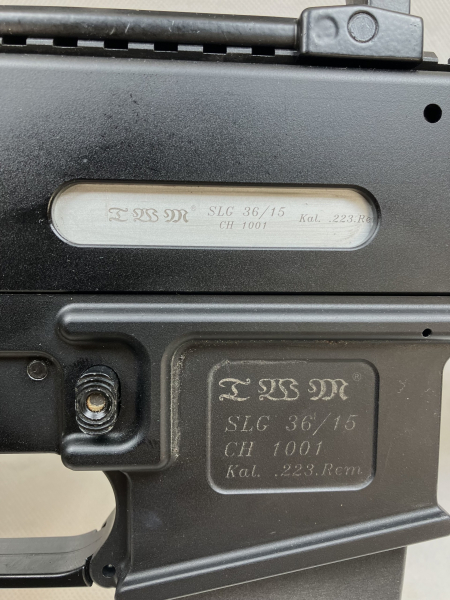 TWM® SLG 36/15 Kal. .223.Rem
CH 1001
TWM®
SLG 36/15
CH 1001
Kal. .223.Rem